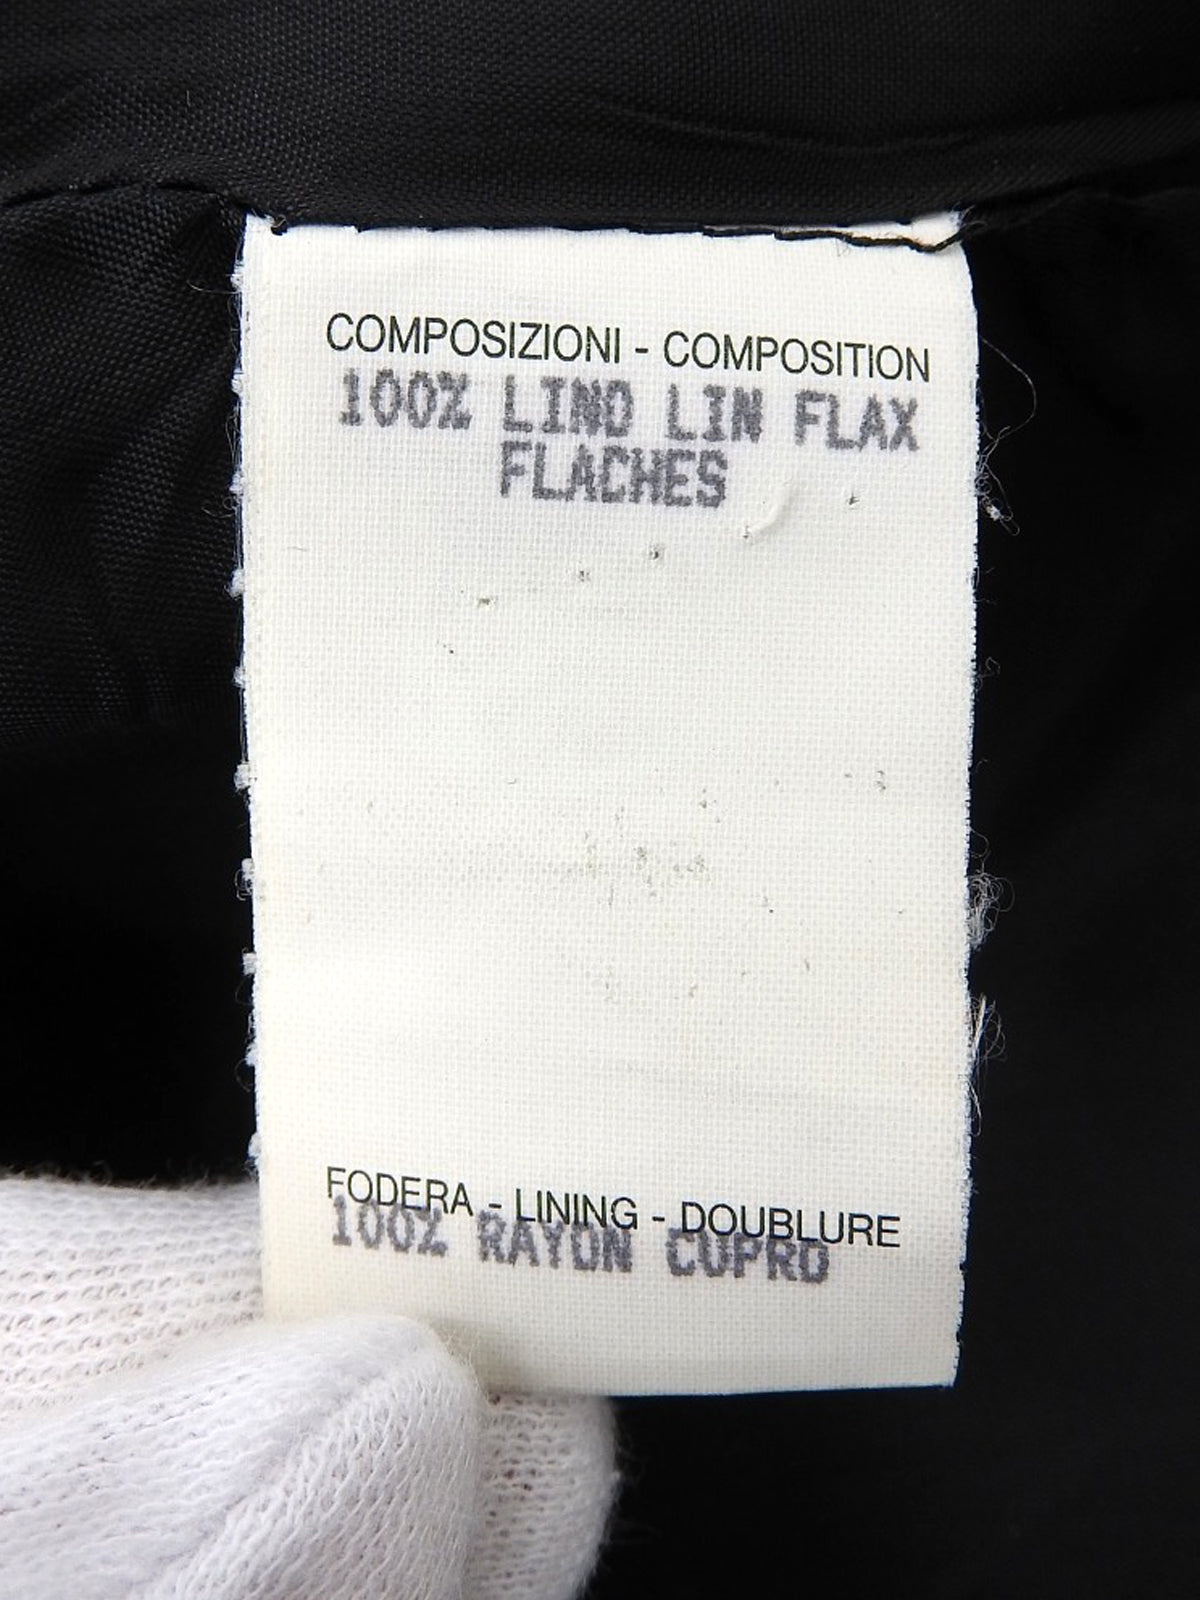 COMPOSIZIONI - COMPOSITION
100% LINO LIN FLAX
FLACHES
FODERA - LINING - DOUBLURE
100% RAYON CUPRO